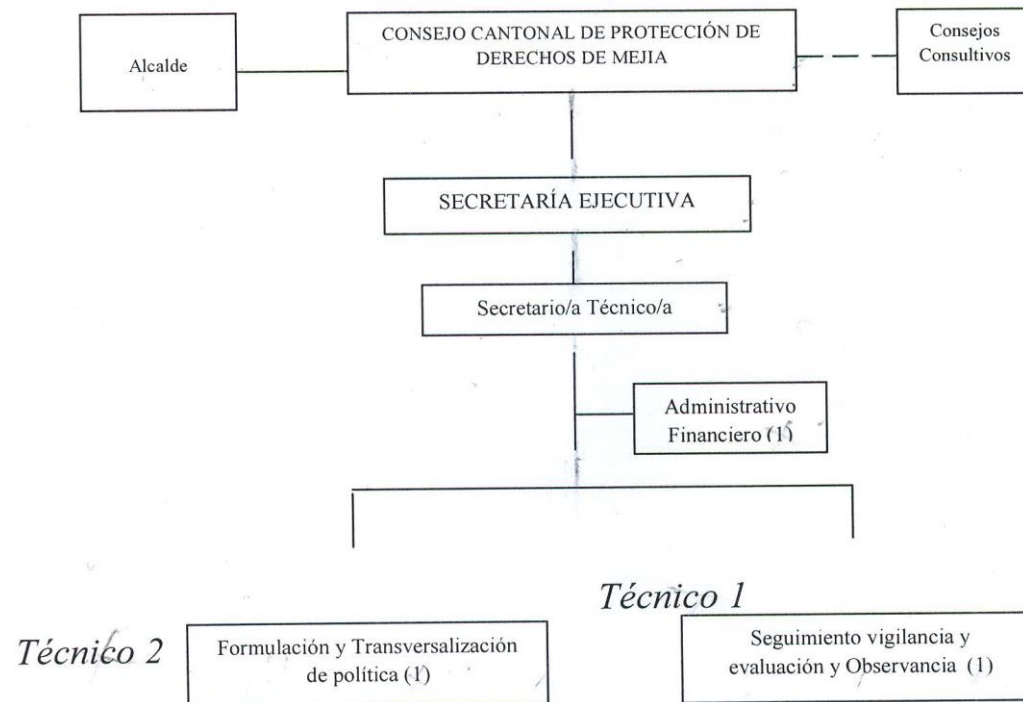 Alcalde
CONSEJO CANTONAL DE PROTECCIÓN DE
DERECHOS DE MEJIA
Consejos
Consultivos
SECRETARÍA EJECUTIVA
Secretario/a Técnico/a
Administrativo
Financiero (1)
Técnico 1
Técnico 2
Formulación y Transversalización
de política (1)
Seguimiento vigilancia y
evaluación y Observancia (1)